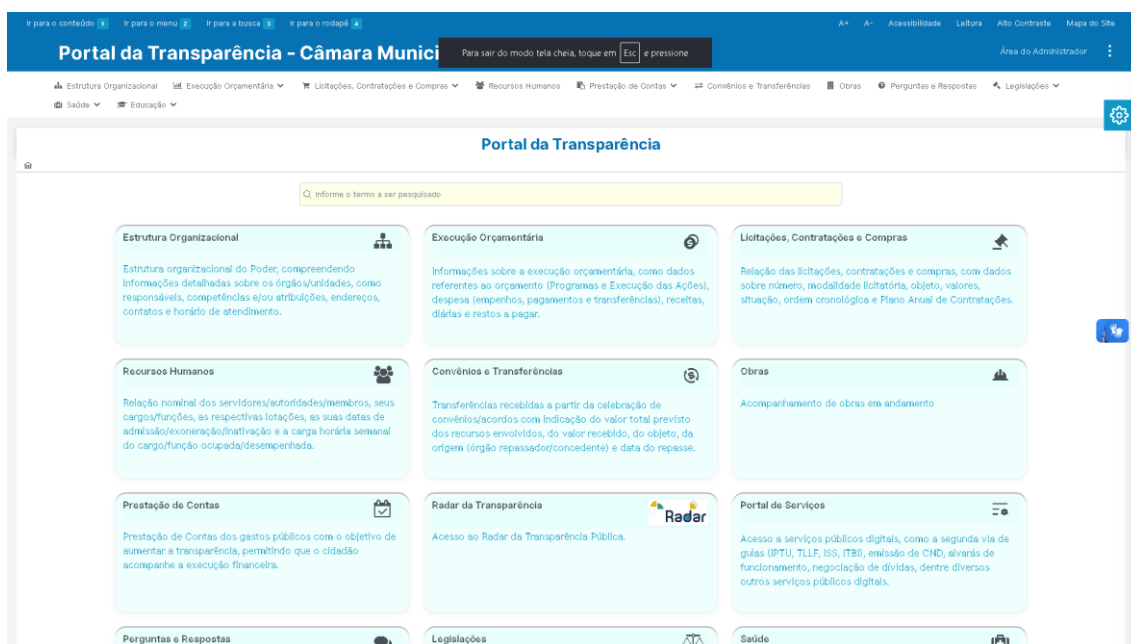 Ir para o conteúdo 1 Ir para o menu 2 Ir para a busca 3 Ir para o rodapé 4 A+ A- Acessibilidade Leitura Alto Contraste Mapa do Site
Portal da Transparência - Câmara Munici
Para sair do modo tela cheia, toque em Esc e pressione
Área do Administrador
Estrutura Organizacional Execução Orçamentária Licitações, Contratações e Compras Recursos Humanos Prestação de Contas Convênios e Transferências Obras Perguntas e Respostas Legislações
Saúde Educação
Portal da Transparência
Informe o termo a ser pesquisado
Estrutura Organizacional
Estrutura organizacional do Poder, compreendendo
informações detalhadas sobre os órgãos/unidades, como
responsáveis, competências e/ou atribuições, endereços,
contatos e horário de atendimento.
Execução Orçamentária
Informações sobre a execução orçamentária, como dados
referentes ao orçamento (Programas e Execução das Ações),
despesa (empenhos, pagamentos e transferências), receitas,
diárias e restos a pagar.
Licitações, Contratações e Compras
Relação das licitações, contratações e compras, com dados
sobre número, modalidade licitatória, objeto, valores,
situação, ordem cronológica e Plano Anual de Contratações.
Recursos Humanos
Relação nominal dos servidores/autoridades/membros, seus
cargos/funções, as respectivas lotações, as suas datas de
admissão/exoneração/inativação e a carga horária semanal
do cargo/função ocupada/desempenhada.
Convênios e Transferências
Transferências recebidas a partir da celebração de
convênios/acordos com indicação do valor total previsto
dos recursos envolvidos, do valor recebido, do objeto, da
origem (órgão repassador/concedente) e data do repasse.
Obras
Acompanhamento de obras em andamento
Prestação de Contas
Prestação de Contas dos gastos públicos com o objetivo de
aumentar a transparência, permitindo que o cidadão
acompanhe a execução financeira.
Radar da Transparência
Radar
Acesso ao Radar da Transparência Pública.
Portal de Serviços
Acesso a serviços públicos digitais, como a segunda via de
guias (IPTU, TLLF, ISS, ITBI), emissão de CND, alvarás de
funcionamento, negociação de dívidas, dentre diversos
outros serviços públicos digitais.
Perguntas e Respostas
Legislações
Saúde